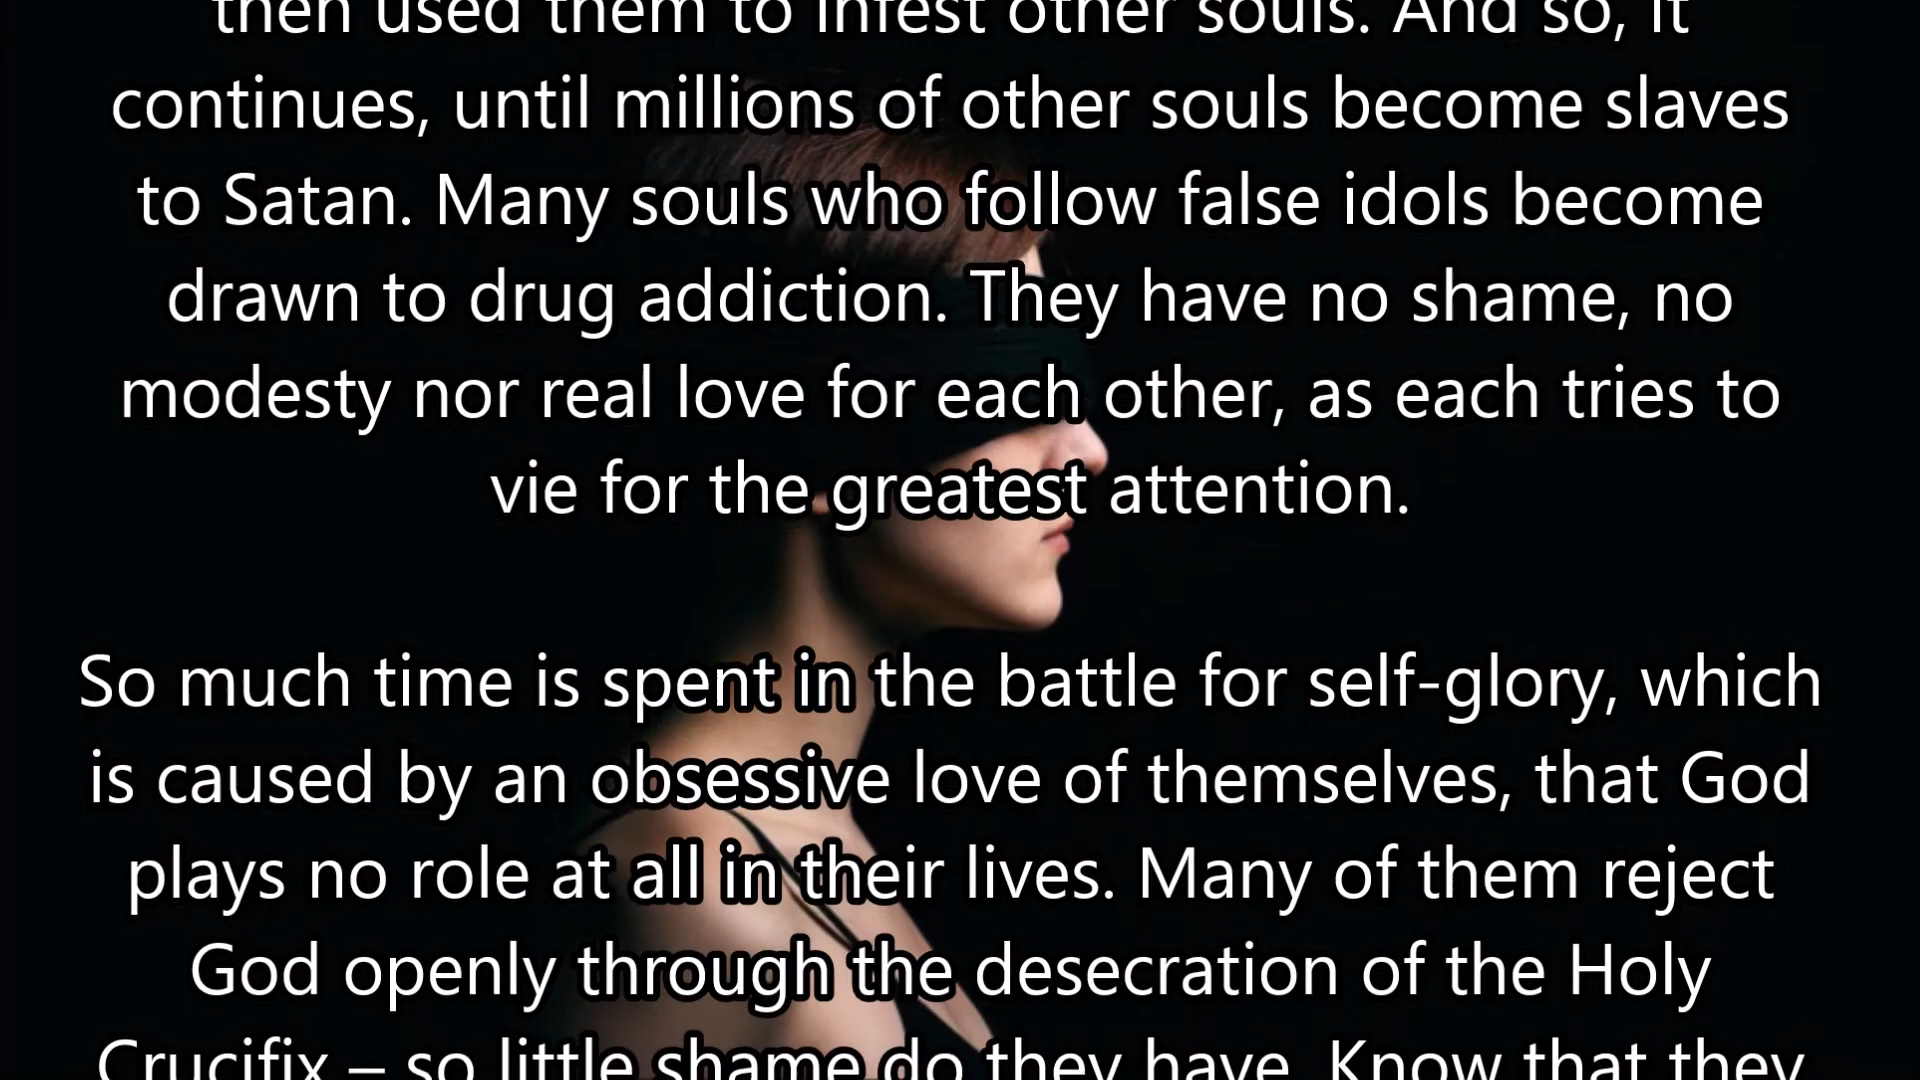 then used them to infest other souls. And so, it
continues, until millions of other souls become slaves
to Satan. Many souls who follow false idols become
drawn to drug addiction. They have no shame, no
modesty nor real love for each other, as each tries to
vie for the greatest attention.
So much time is spent in the battle for self-glory, which
is caused by an obsessive love of themselves, that God
plays no role at all in their lives. Many of them reject
God openly through the desecration of the Holy
Crucifix – so little shame do they have. Know that they